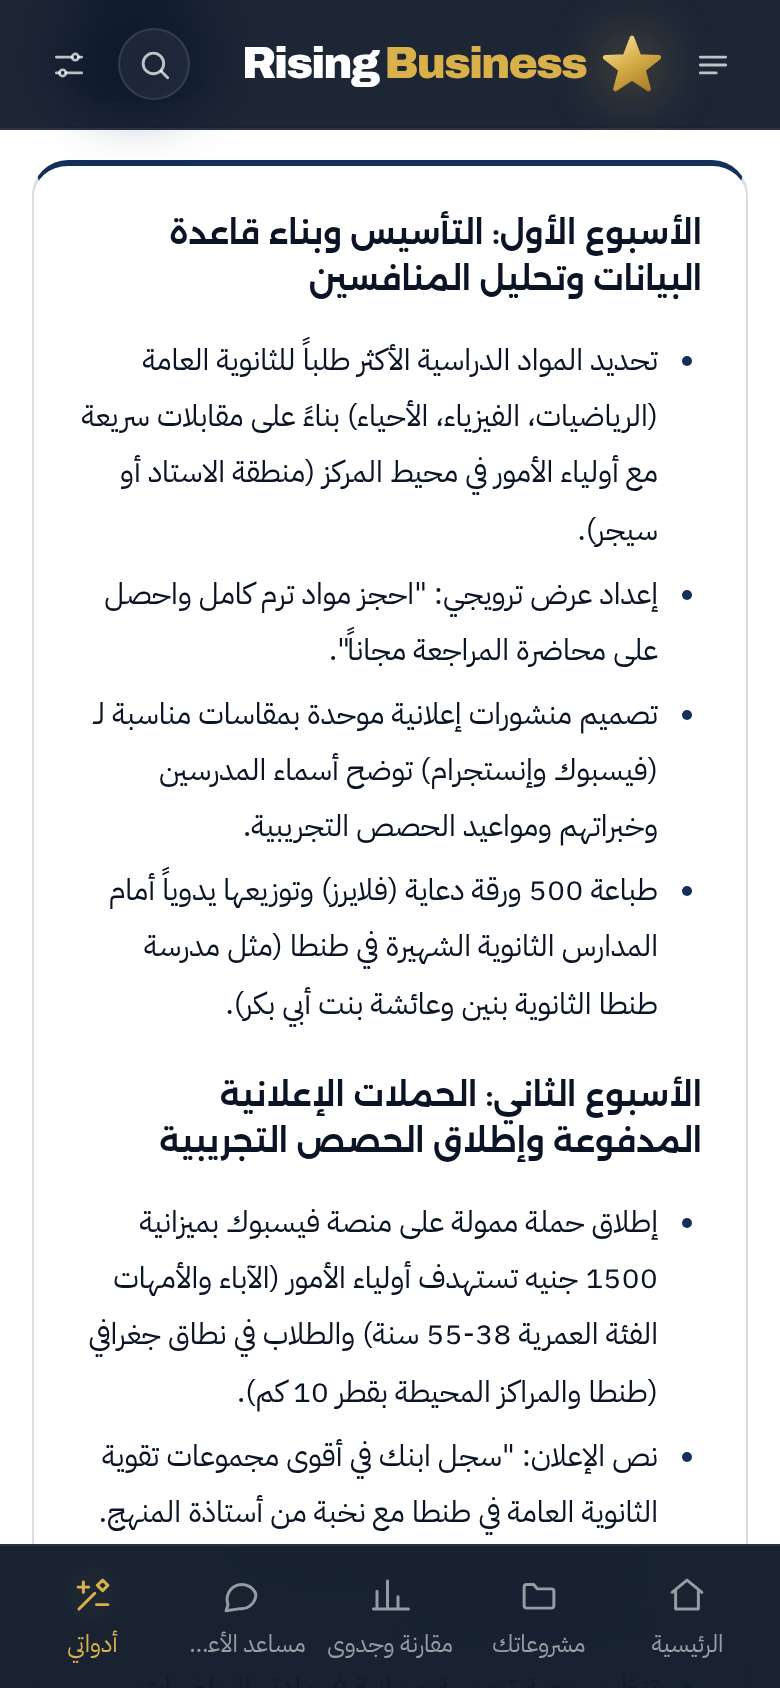 Rising Business
الأسبوع الأول: التأسيس وبناء قاعدة
البيانات وتحليل المنافسين
تحديد المواد الدراسية الأكثر طلباً للثانوية العامة
(الرياضيات، الفيزياء، الأحياء) بناءً على مقابلات سريعة
مع أولياء الأمور في محيط المركز (منطقة الاستاد أو
سيجر).
إعداد عرض ترويجي: "احجز مواد ترم كامل واحصل
على محاضرة المراجعة مجاناً".
تصميم منشورات إعلانية موحدة بمقاسات مناسبة لـ
(فيسبوك وإنستجرام) توضح أسماء المدرسين
وخبراتهم ومواعيد الحصص التجريبية.
طباعة 500 ورقة دعاية (فلايرز) وتوزيعها يدوياً أمام
المدارس الثانوية الشهيرة في طنطا (مثل مدرسة
طنطا الثانوية بنين وعائشة بنت أبي بكر).
الأسبوع الثاني: الحملات الإعلانية
المدفوعة وإطلاق الحصص التجريبية
إطلاق حملة ممولة على منصة فيسبوك بميزانية
1500 جنيه تستهدف أولياء الأمور (الآباء والأمهات
الفئة العمرية 38-55 سنة) والطلاب في نطاق جغرافي
(طنطا والمراكز المحيطة بقطر 10 كم).
نص الإعلان: "سجل ابنك في أقوى مجموعات تقوية
الثانوية العامة في طنطا مع نخبة من أستاذة المنهج.
الرئيسية
مشروعاتك
مقارنة وجدوى
مساعد الأعـ...
أدواتي